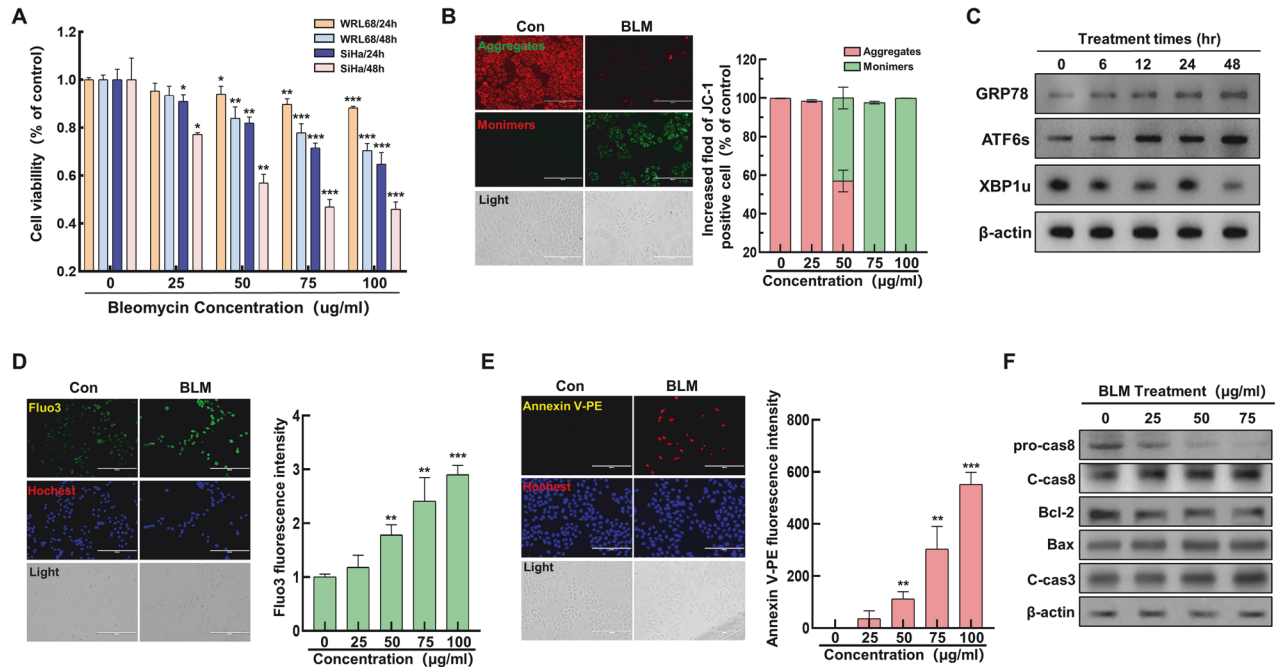 A
Cell viabillity (% of control)
1.2
1.0
0.8
0.6
0.4
0.2
WRL68/24h
WRL68/48h
SiHa/24h
SiHa/48h
*
*
*
**
**
**
**
***
***
***
***
***
***
***
0 25 50 75 100
Bleomycin Concentration (ug/ml)
B
Con BLM
Aggregates
Monimers
Light
Aggregates
Monimers
Increased flod of JC-1
positive cell (% of control)
120
100
80
60
40
20
0 25 50 75 100
Concentration (μg/ml)
C
Treatment times (hr)
0 6 12 24 48
GRP78
ATF6s
XBP1u
β-actin
D
Con BLM
Fluo3
Hochest
Light
Fluo3 fluorescence intensity
4
3
2
1
0
**
**
***
0 25 50 75 100
Concentration (μg/ml)
E
Con BLM
Annexin V-PE
Hochest
Light
Annexin V-PE fluorescence intensity
800
600
400
200
0
**
**
***
0 25 50 75 100
Concentration (μg/ml)
F
BLM Treatment (μg/ml)
0 25 50 75
pro-cas8
C-cas8
Bcl-2
Bax
C-cas3
β-actin